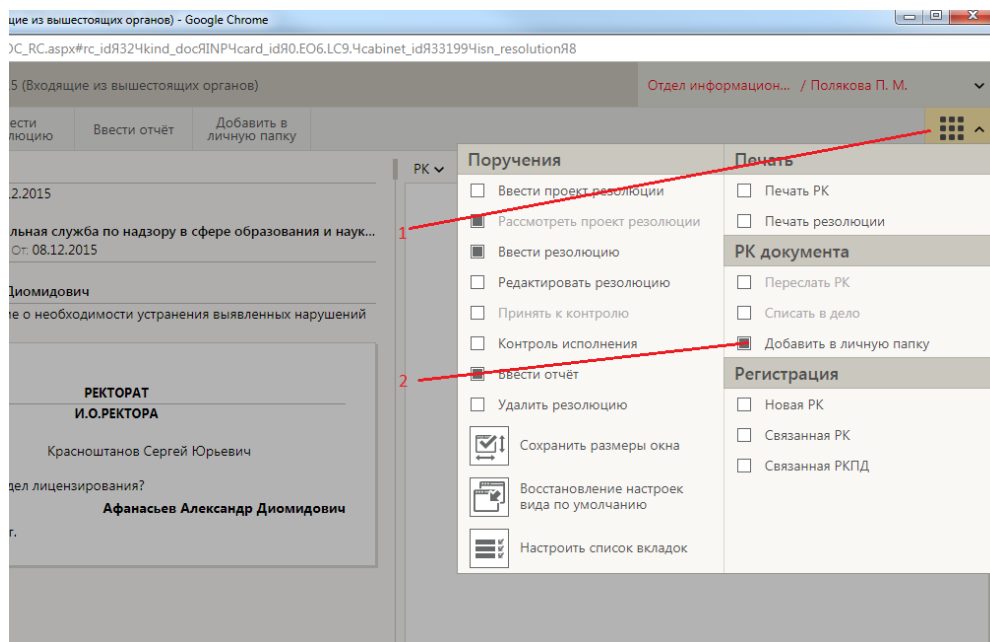 щие из вышестоящих органов) - Google Chrome
OC_RC.aspx#rc_idЯ32Чkind_docЯINPЧcard_idЯ0.EO6.LC9.Чcabinet_idЯ33199Чisn_resolutionЯ8
5 (Входящие из вышестоящих органов)
Отдел информацион... / Полякова П. М.
ести
люцию
Ввести отчёт
Добавить в
личную папку
2.2015
льная служба по надзору в сфере образования и наук...
От: 08.12.2015
Диомидович
ие о необходимости устранения выявленных нарушений
РЕКТОРАТ
И.О.РЕКТОРА
Красноштанов Сергей Юрьевич
дел лицензирования?
Афанасьев Александр Диомидович
г.
РК
1
2
Поручения
Ввести проект резолюции
Рассмотреть проект резолюции
Ввести резолюцию
Редактировать резолюцию
Принять к контролю
Контроль исполнения
Ввести отчёт
Удалить резолюцию
Сохранить размеры окна
Восстановление настроек
вида по умолчанию
Настроить список вкладок
Печать
Печать РК
Печать резолюции
РК документа
Переслать РК
Списать в дело
Добавить в личную папку
Регистрация
Новая РК
Связанная РК
Связанная РКПД